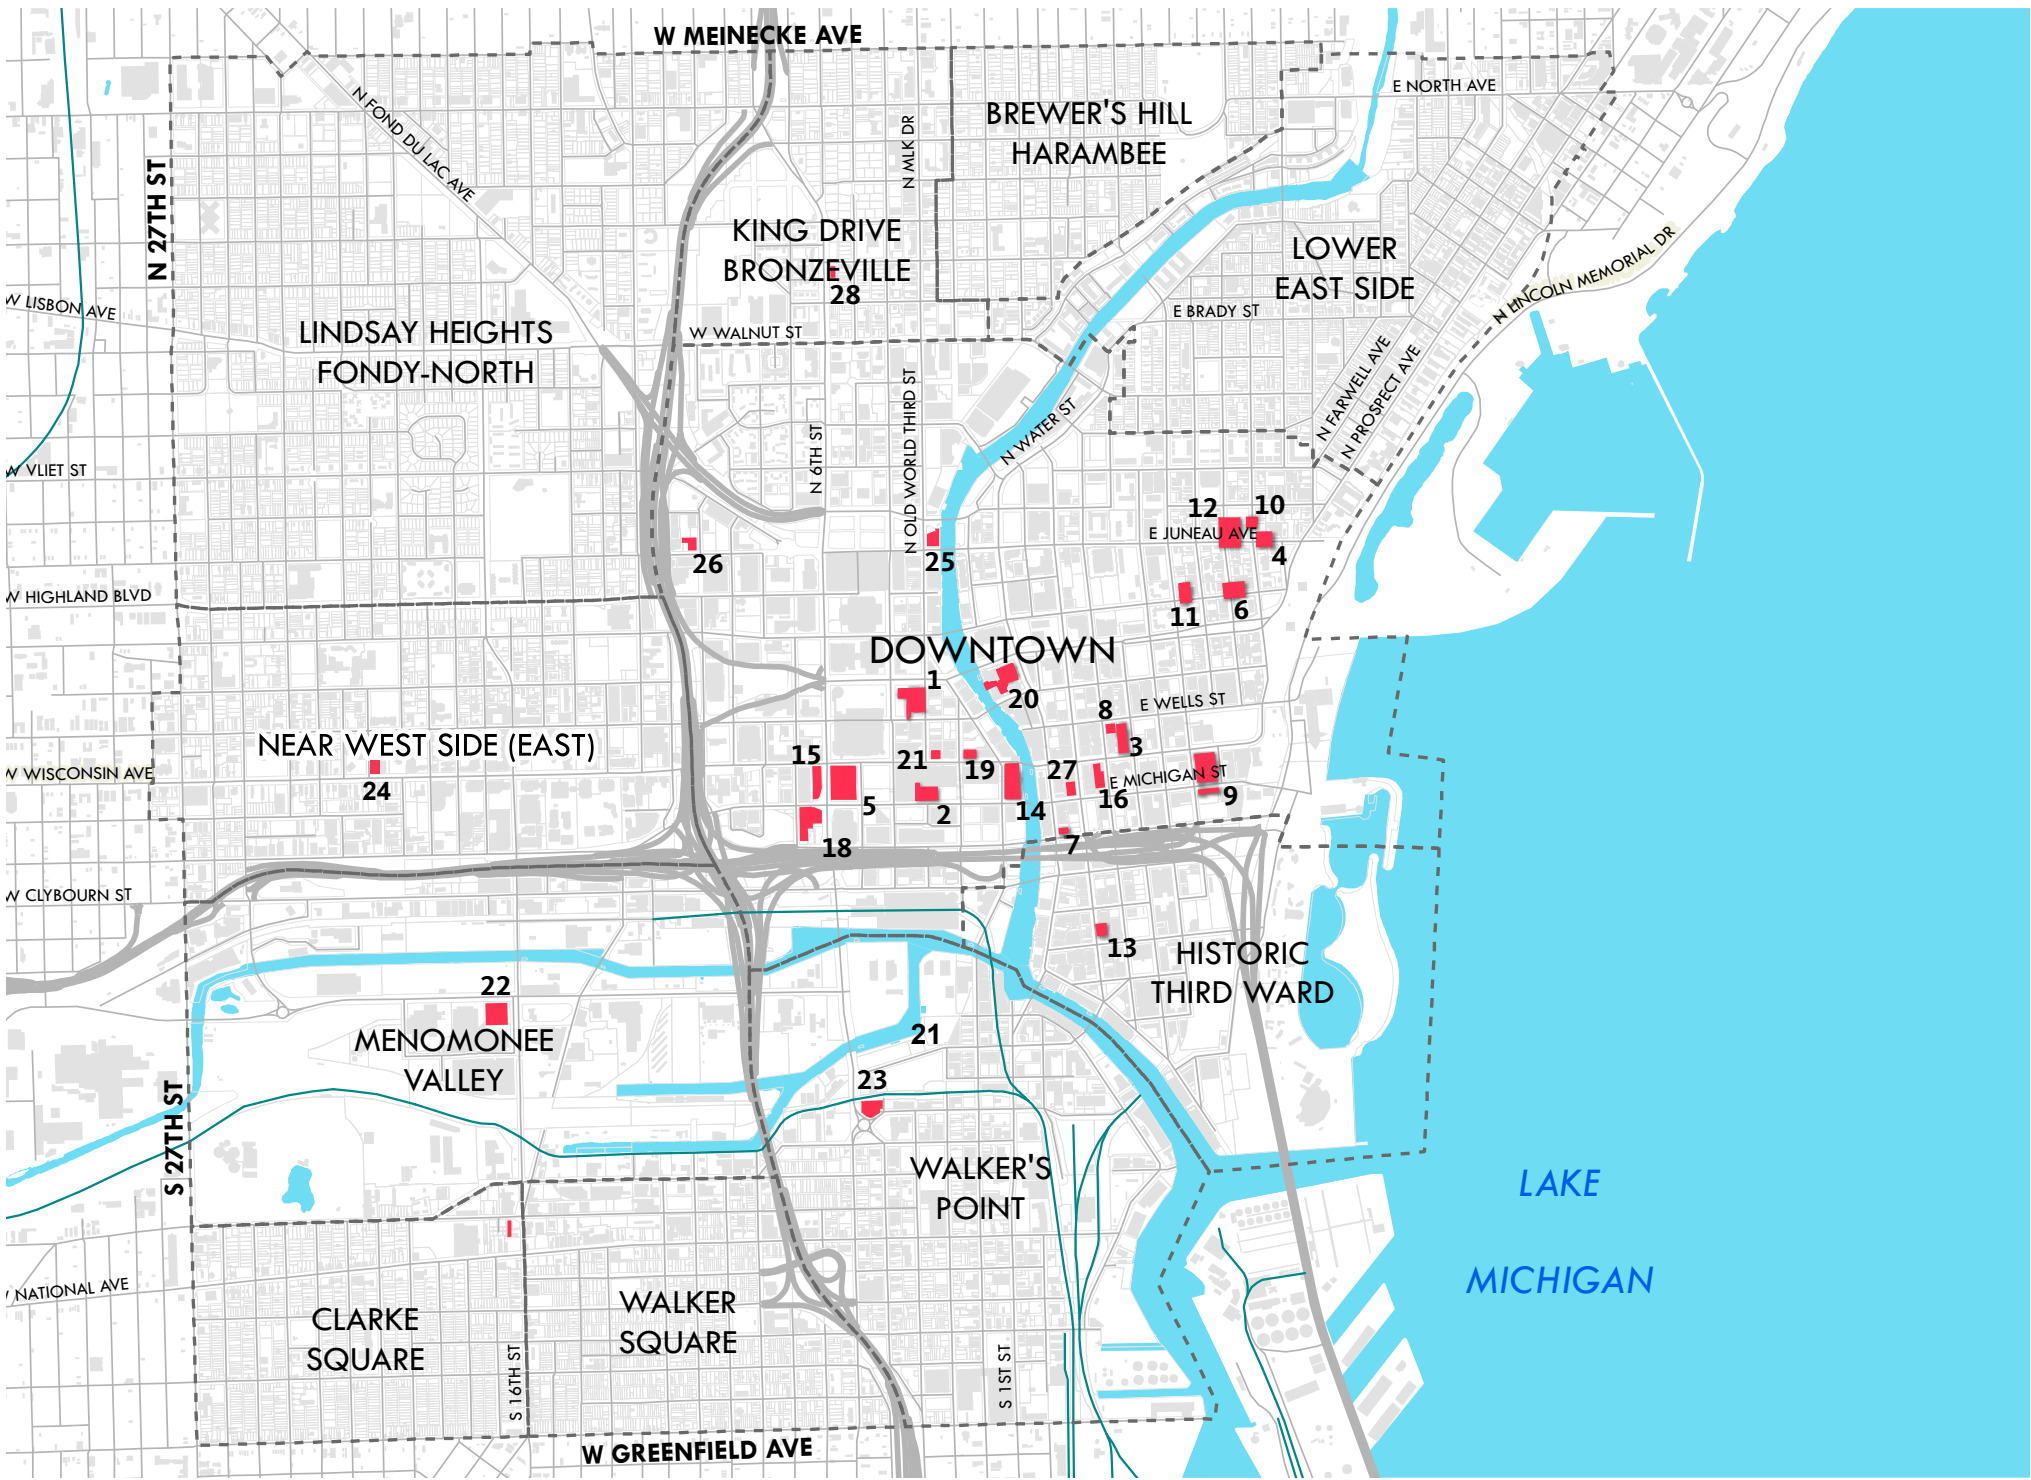 W MEINECKE AVE
E NORTH AVE
N FOND DU LAC AVE
N MLK DR
BREWER'S HILL
HARAMBEE
N 27TH ST
KING DRIVE
BRONZEVILLE
28
LOWER
EAST SIDE
N LINCOLN MEMORIAL DR
W LISBON AVE
E BRADY ST
LINDSAY HEIGHTS
FONDY-NORTH
W WALNUT ST
N FARWELL AVE
N PROSPECT AVE
N OLD WORLD THIRD ST
N WATER ST
N 6TH ST
W VLIET ST
12
10
E JUNEAU AVE
4
26
25
W HIGHLAND BLVD
11
6
DOWNTOWN
1
20
E WELLS ST
8
3
NEAR WEST SIDE (EAST)
15
21
19
27
E MICHIGAN ST
W WISCONSIN AVE
24
5
2
14
16
9
18
7
W CLYBOURN ST
13
HISTORIC
THIRD WARD
22
MENOMONEE
VALLEY
21
23
S 27TH ST
WALKER'S
POINT
LAKE
MICHIGAN
NATIONAL AVE
CLARKE
SQUARE
WALKER
SQUARE
S 16TH ST
S 1ST ST
W GREENFIELD AVE